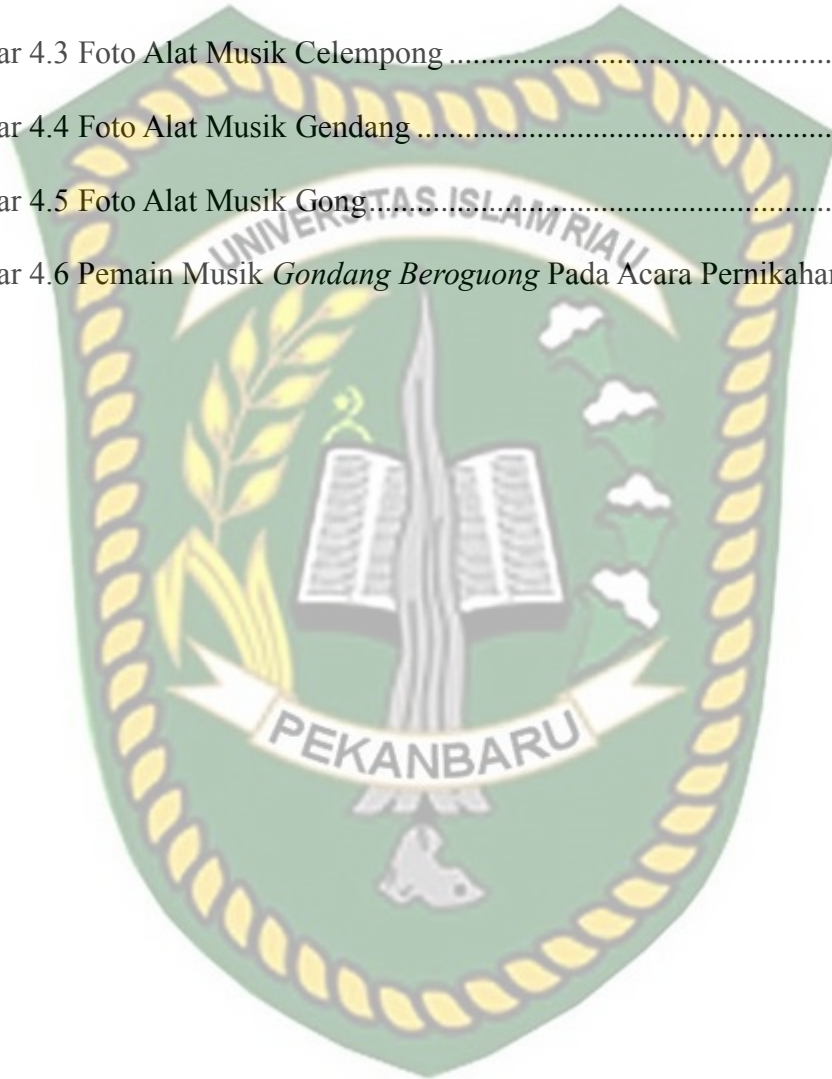 ar 4.3 Foto Alat Musik Celempong ................................................
ar 4.4 Foto Alat Musik Gendang .....................................................
ar 4.5 Foto Alat Musik Gong............................................................
UNIVERSITAS ISLAM RIAU
ar 4.6 Pemain Musik Gondang Beroguong Pada Acara Pernikahan
PEKANBARU